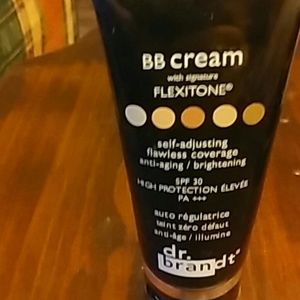 BB cream
with signature
FLEXITONE®
self-adjusting
flawless coverage
anti-aging / brightening
SPF 30
HIGH PROTECTION ÉLEVÉE
PA +++
auto régulatrice
teint zéro défaut
anti-âge / illumine
dr.
brandt®